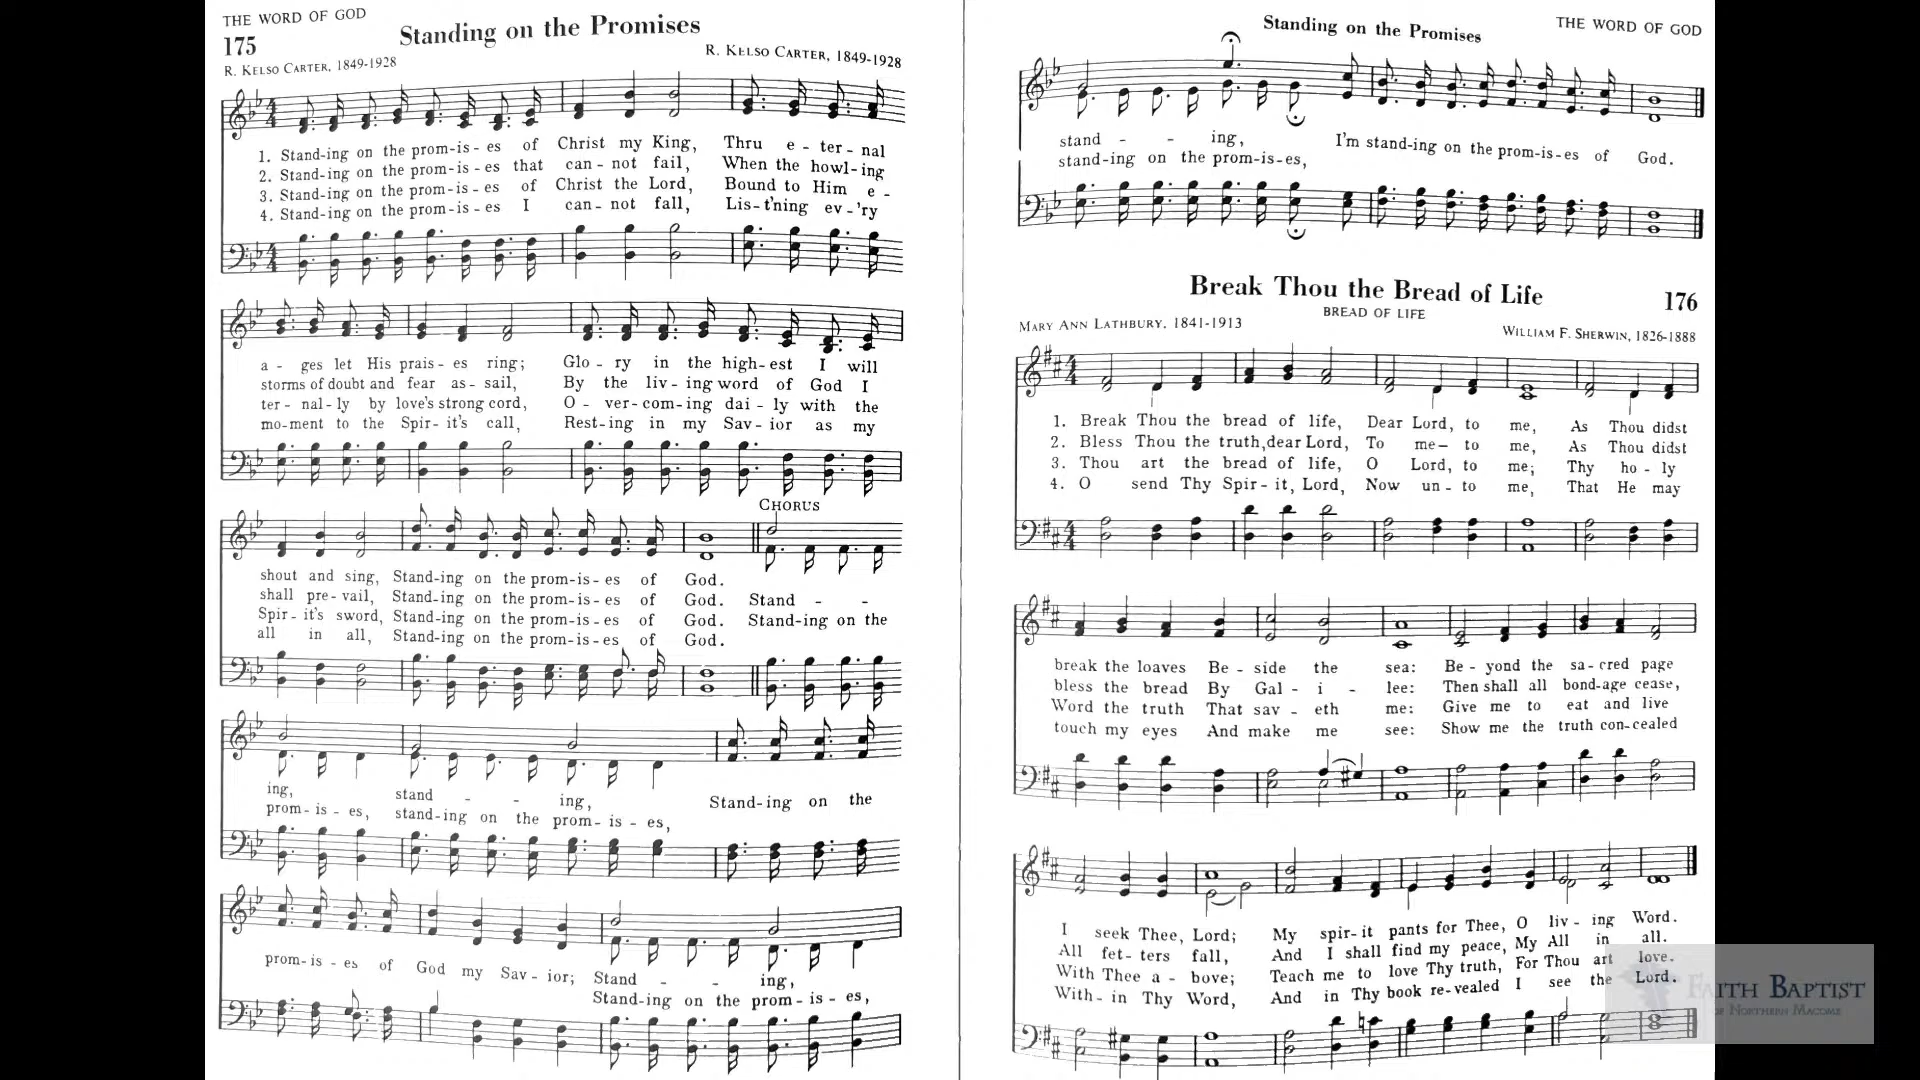 THE WORD OF GOD
175
Standing on the Promises
R. KELSO CARTER, 1849-1928
R. KELSO CARTER, 1849-1928
1. Stand-ing on the prom-is-es of Christ my King, Thru e-ter-nal
2. Stand-ing on the prom-is-es that can-not fail, When the howl-ing
3. Stand-ing on the prom-is-es of Christ the Lord, Bound to Him e-
4. Stand-ing on the prom-is-es I can-not fall, Lis-t'ning ev-'ry
a-ges let His prais-es ring; Glo-ry in the high-est I will
storms of doubt and fear as-sail, By the liv-ing word of God I
ter-nal-ly by love's strong cord, O-ver-com-ing dai-ly with the
mo-ment to the Spir-it's call, Rest-ing in my Sav-ior as my
CHORUS
shout and sing, Stand-ing on the prom-is-es of God.
shall pre-vail, Stand-ing on the prom-is-es of God. Stand - -
Spir-it's sword, Stand-ing on the prom-is-es of God. Stand-ing on the
all in all, Stand-ing on the prom-is-es of God.
ing, stand - - ing, Stand-ing on the
prom-is-es, stand-ing on the prom-is-es,
prom-is-es of God my Sav-ior; Stand - - ing,
Stand-ing on the prom-is-es,
Standing on the Promises
THE WORD OF GOD
stand - - ing, I'm stand-ing on the prom-is-es of God.
stand-ing on the prom-is-es,
Break Thou the Bread of Life
176
BREAD OF LIFE
MARY ANN LATHBURY, 1841-1913
WILLIAM F. SHERWIN, 1826-1888
1. Break Thou the bread of life, Dear Lord, to me, As Thou didst
2. Bless Thou the truth, dear Lord, To me- to me, As Thou didst
3. Thou art the bread of life, O Lord, to me; Thy ho-ly
4. O send Thy Spir-it, Lord, Now un-to me, That He may
break the loaves Be-side the sea: Be-yond the sa-cred page
bless the bread By Gal-i-lee: Then shall all bond-age cease,
Word the truth That sav-eth me: Give me to eat and live
touch my eyes And make me see: Show me the truth con-cealed
I seek Thee, Lord; My spir-it pants for Thee, O liv-ing Word.
All fet-ters fall, And I shall find my peace, My All in all.
With Thee a-bove; Teach me to love Thy truth, For Thou art love.
With-in Thy Word, And in Thy book re-vealed I see the Lord.
FAITH BAPTIST
OF NORTHERN MACOMB